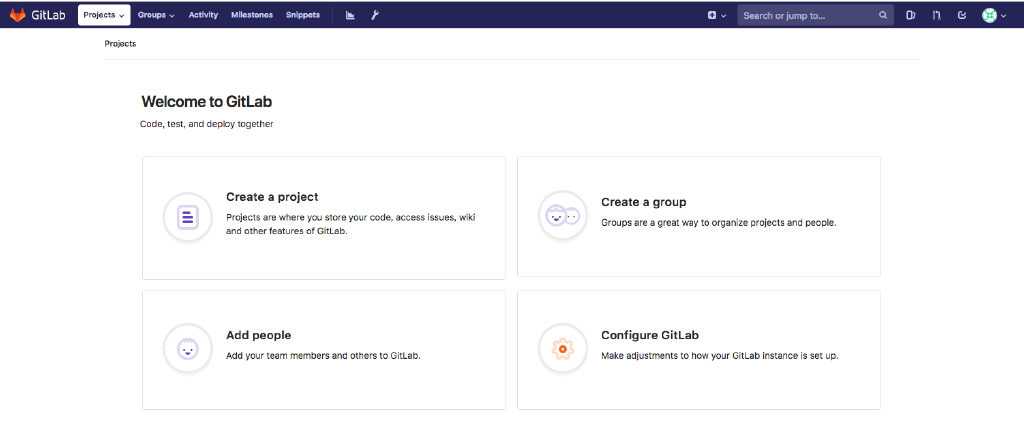 GitLab Projects Groups Activity Milestones Snippets Search or jump to...
Projects
Welcome to GitLab
Code, test, and deploy together
Create a project
Projects are where you store your code, access issues, wiki
and other features of GitLab.
Create a group
Groups are a great way to organize projects and people.
Add people
Add your team members and others to GitLab.
Configure GitLab
Make adjustments to how your GitLab instance is set up.